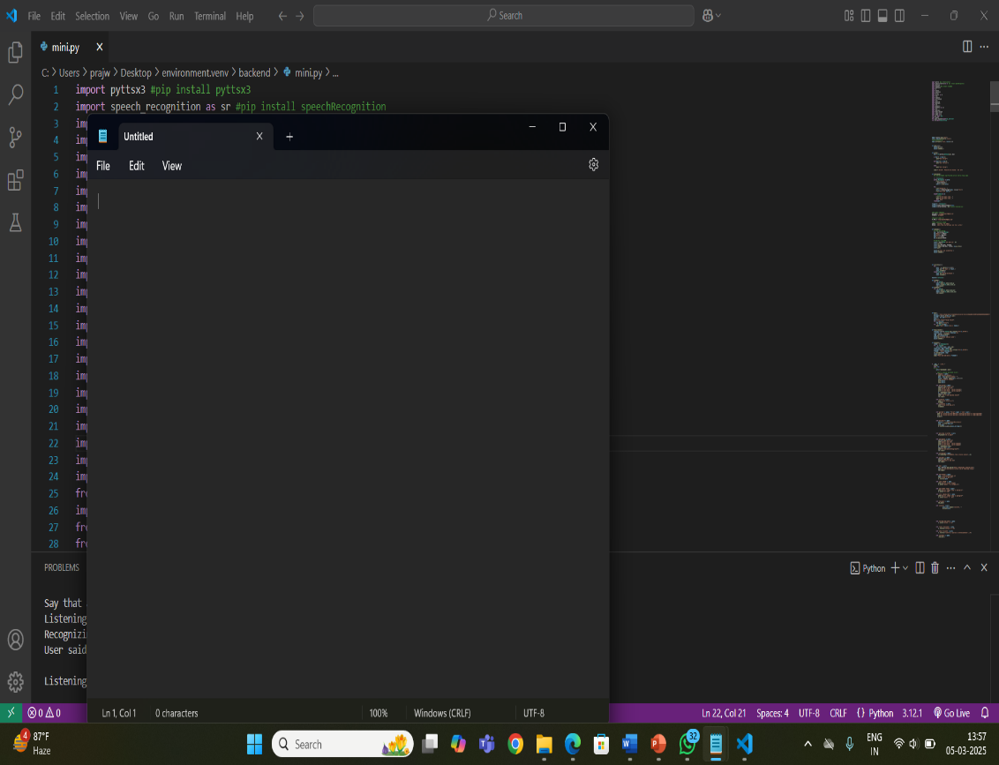 File Edit Selection View Go Run Terminal Help Search
mini.py
C: > Users > prajw > Desktop > environment.venv > backend > mini.py > ...
1 import pyttsx3 #pip install pyttsx3
2 import speech_recognition as sr #pip install speechRecognition
3 im
4 im
5 im
6 im
7 im
8 im
9 im
10 im
11 im
12 im
13 im
14 im
15 im
16 im
17 im
18 im
19 im
20 im
21 im
22 im
23 im
24 im
25 fr
26 im
27 fr
28 fr
Untitled
File Edit View
Ln 1, Col 1 0 characters 100% Windows (CRLF) UTF-8
PROBLEMS Python
Say that
Listening
Recognizi
User said
Listening
0 0 Ln 22, Col 21 Spaces: 4 UTF-8 CRLF {} Python 3.12.1 Go Live
4 87°F
Haze
Search
32
ENG
IN
13:57
05-03-2025